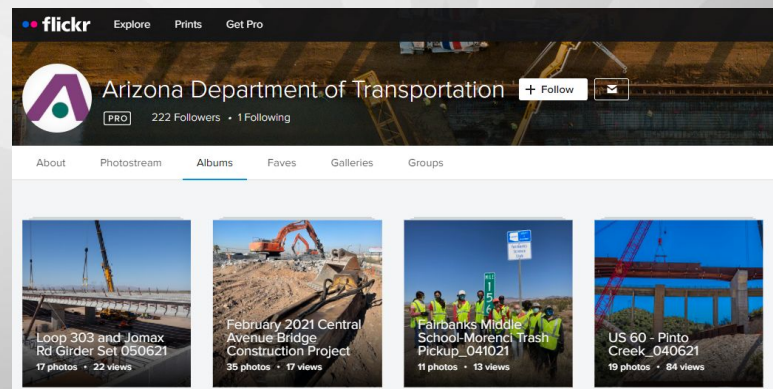 flickr Explore Prints Get Pro
Arizona Department of Transportation + Follow
PRO 222 Followers • 1 Following
About Photostream Albums Faves Galleries Groups
Loop 303 and Jomax
Rd Girder Set 050621
17 photos • 22 views
February 2021 Central
Avenue Bridge
Construction Project
35 photos • 17 views
MILE
156
Fairbanks Middle
School-Morenci Trash
Pickup_041021
11 photos • 13 views
US 60 - Pinto
Creek_040621
19 photos • 84 views